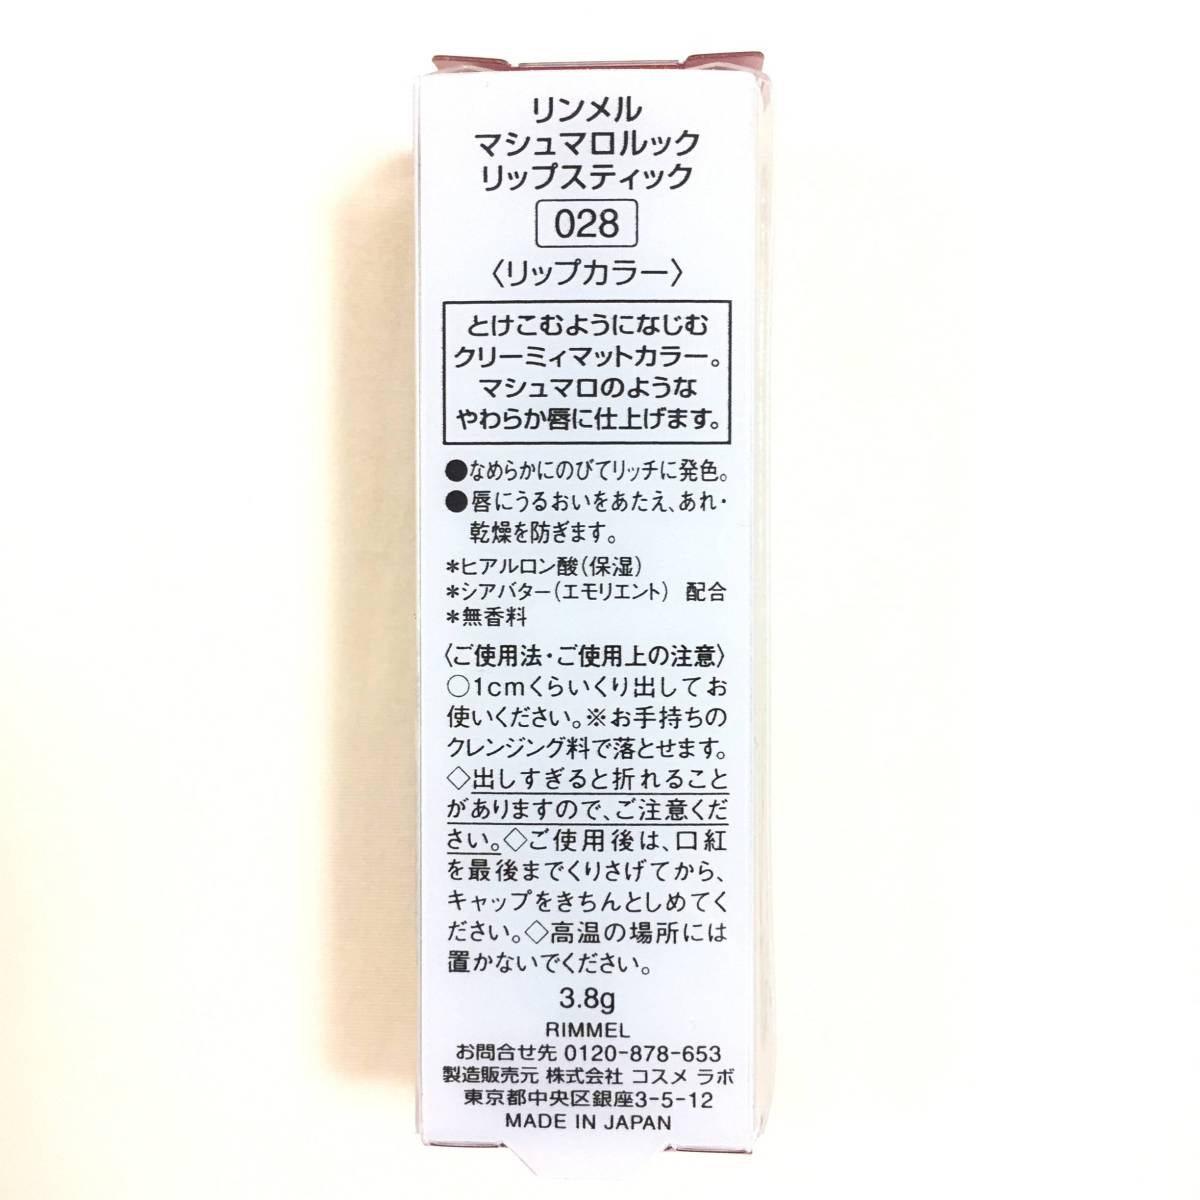 リンメル
マシュマロルック
リップスティック
028
〈リップカラー〉
とけこむようになじむ
クリーミィマットカラー。
マシュマロのような
やわらか唇に仕上げます。
●なめらかにのびてリッチに発色。
●唇にうるおいをあたえ、あれ・
乾燥を防ぎます。
*ヒアルロン酸(保湿)
*シアバター(エモリエント) 配合
*無香料
〈ご使用法・ご使用上の注意〉
○1cmくらいくり出してお
使いください。※お手持ちの
クレンジング料で落とせます。
◇出しすぎると折れること
がありますので、ご注意くだ
さい。◇ご使用後は、口紅
を最後までくりさげてから、
キャップをきちんとしめてく
ださい。◇高温の場所には
置かないでください。
3.8g
RIMMEL
お問合せ先 0120-878-653
製造販売元 株式会社 コスメ ラボ
東京都中央区銀座3-5-12
MADE IN JAPAN